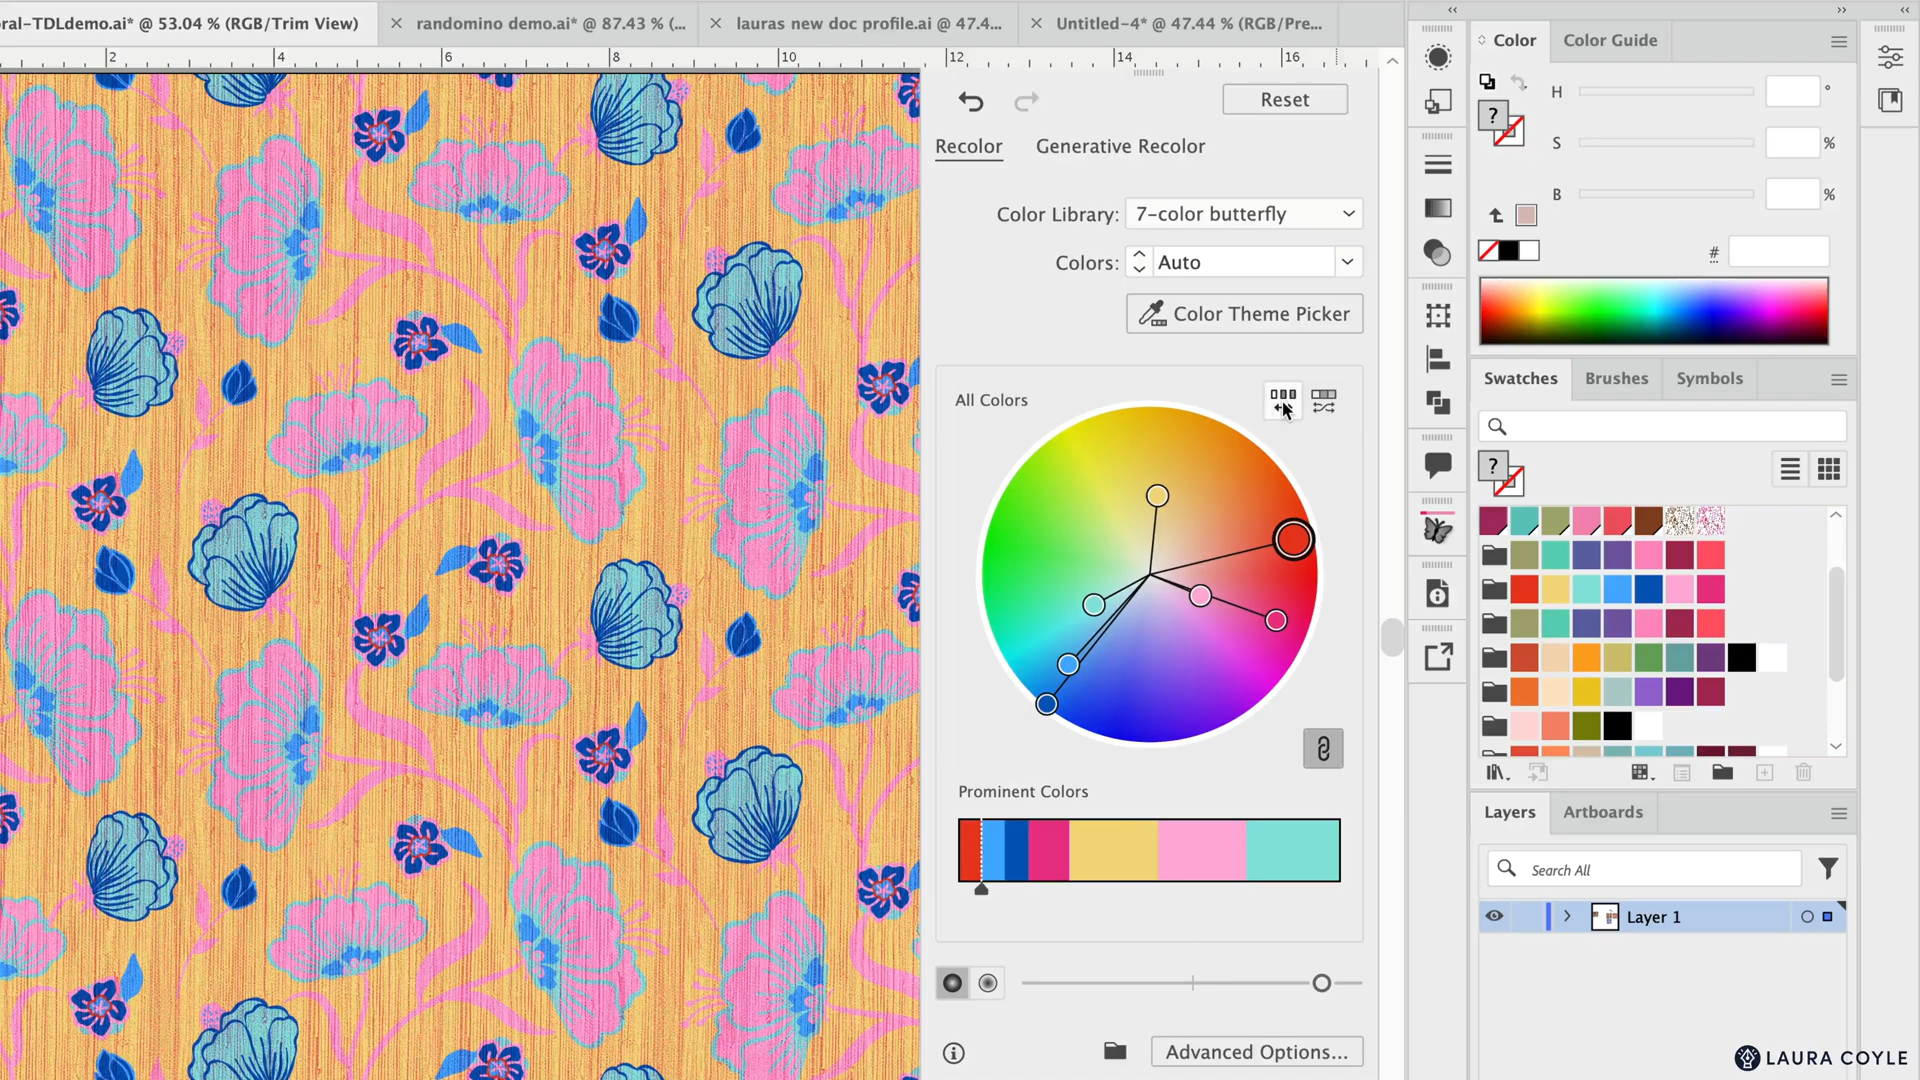 ral-TDLdemo.ai* @ 53.04 % (RGB/Trim View)
randomino demo.ai* @ 87.43 % (...
lauras new doc profile.ai @ 47.4...
Untitled-4* @ 47.44 % (RGB/Pre...
2 4 6 8 10 12 14 16
Reset
Recolor
Generative Recolor
Color Library: 7-color butterfly
Colors: Auto
Color Theme Picker
All Colors
Prominent Colors
Advanced Options...
Color
Color Guide
?
H °
S %
B %
#
Swatches
Brushes
Symbols
?
Layers
Artboards
Search All
Layer 1
LAURA COYLE